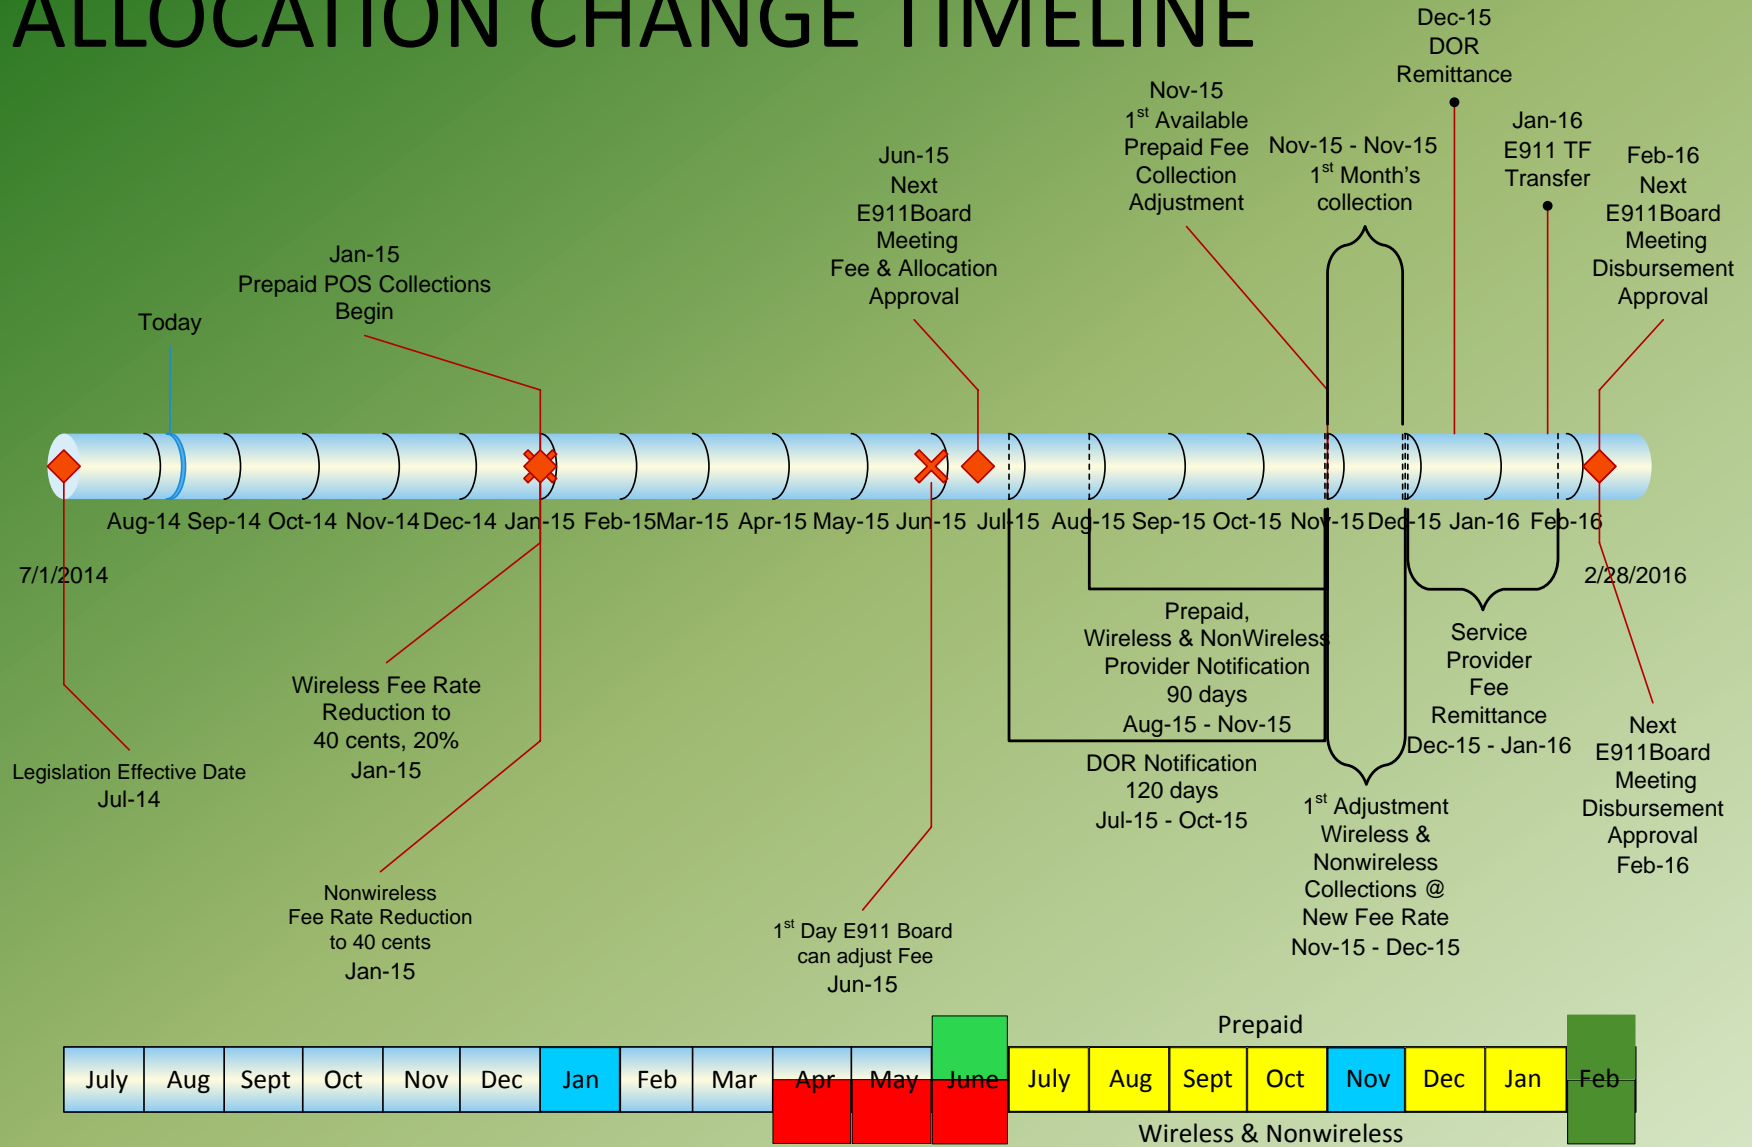 ALLOCATION CHANGE TIMELINE
Dec-15
DOR
Remittance
Nov-15
1st Available
Prepaid Fee
Collection
Adjustment
Nov-15 - Nov-15
1st Month's
collection
Jan-16
E911 TF
Transfer
Feb-16
Next
E911Board
Meeting
Disbursement
Approval
Jun-15
Next
E911Board
Meeting
Fee & Allocation
Approval
Jan-15
Prepaid POS Collections
Begin
Today
Aug-14 Sep-14 Oct-14 Nov-14 Dec-14 Jan-15 Feb-15 Mar-15 Apr-15 May-15 Jun-15 Jul-15 Aug-15 Sep-15 Oct-15 Nov-15 Dec-15 Jan-16 Feb-16
7/1/2014
2/28/2016
Legislation Effective Date
Jul-14
Wireless Fee Rate
Reduction to
40 cents, 20%
Jan-15
Nonwireless
Fee Rate Reduction
to 40 cents
Jan-15
1st Day E911 Board
can adjust Fee
Jun-15
Prepaid,
Wireless & NonWireless
Provider Notification
90 days
Aug-15 - Nov-15
DOR Notification
120 days
Jul-15 - Oct-15
1st Adjustment
Wireless &
Nonwireless
Collections @
New Fee Rate
Nov-15 - Dec-15
Service
Provider
Fee
Remittance
Dec-15 - Jan-16
Next
E911Board
Meeting
Disbursement
Approval
Feb-16
Prepaid
July Aug Sept Oct Nov Dec Jan Feb Mar Apr May June July Aug Sept Oct Nov Dec Jan Feb
Wireless & Nonwireless